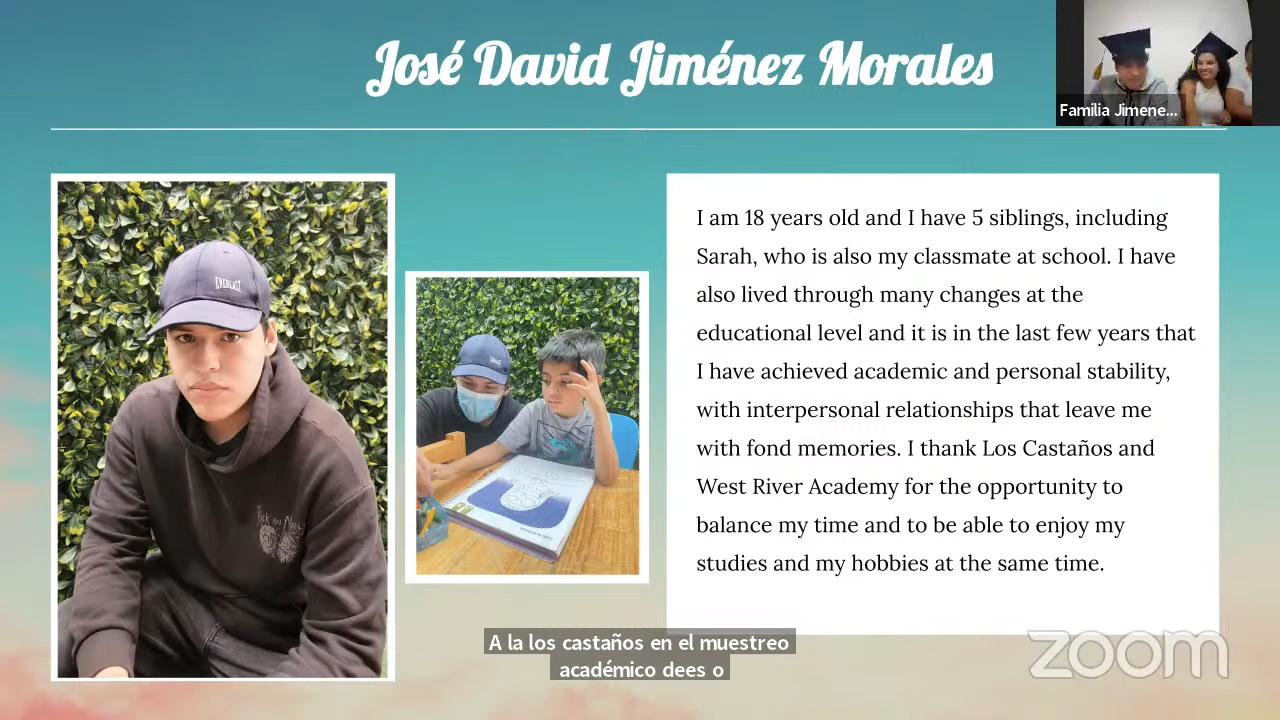 José David Jiménez Morales
Familia Jimene...
EVERLAST
I am 18 years old and I have 5 siblings, including
Sarah, who is also my classmate at school. I have
also lived through many changes at the
educational level and it is in the last few years that
I have achieved academic and personal stability,
with interpersonal relationships that leave me
with fond memories. I thank Los Castaños and
West River Academy for the opportunity to
balance my time and to be able to enjoy my
studies and my hobbies at the same time.
A la los castaños en el muestreo
académico dees o
zoom